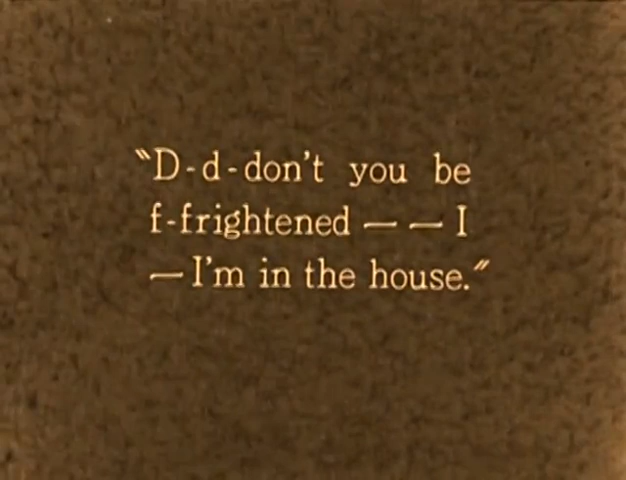 "D-d-don't you be
f-frightened — — I
— I'm in the house."